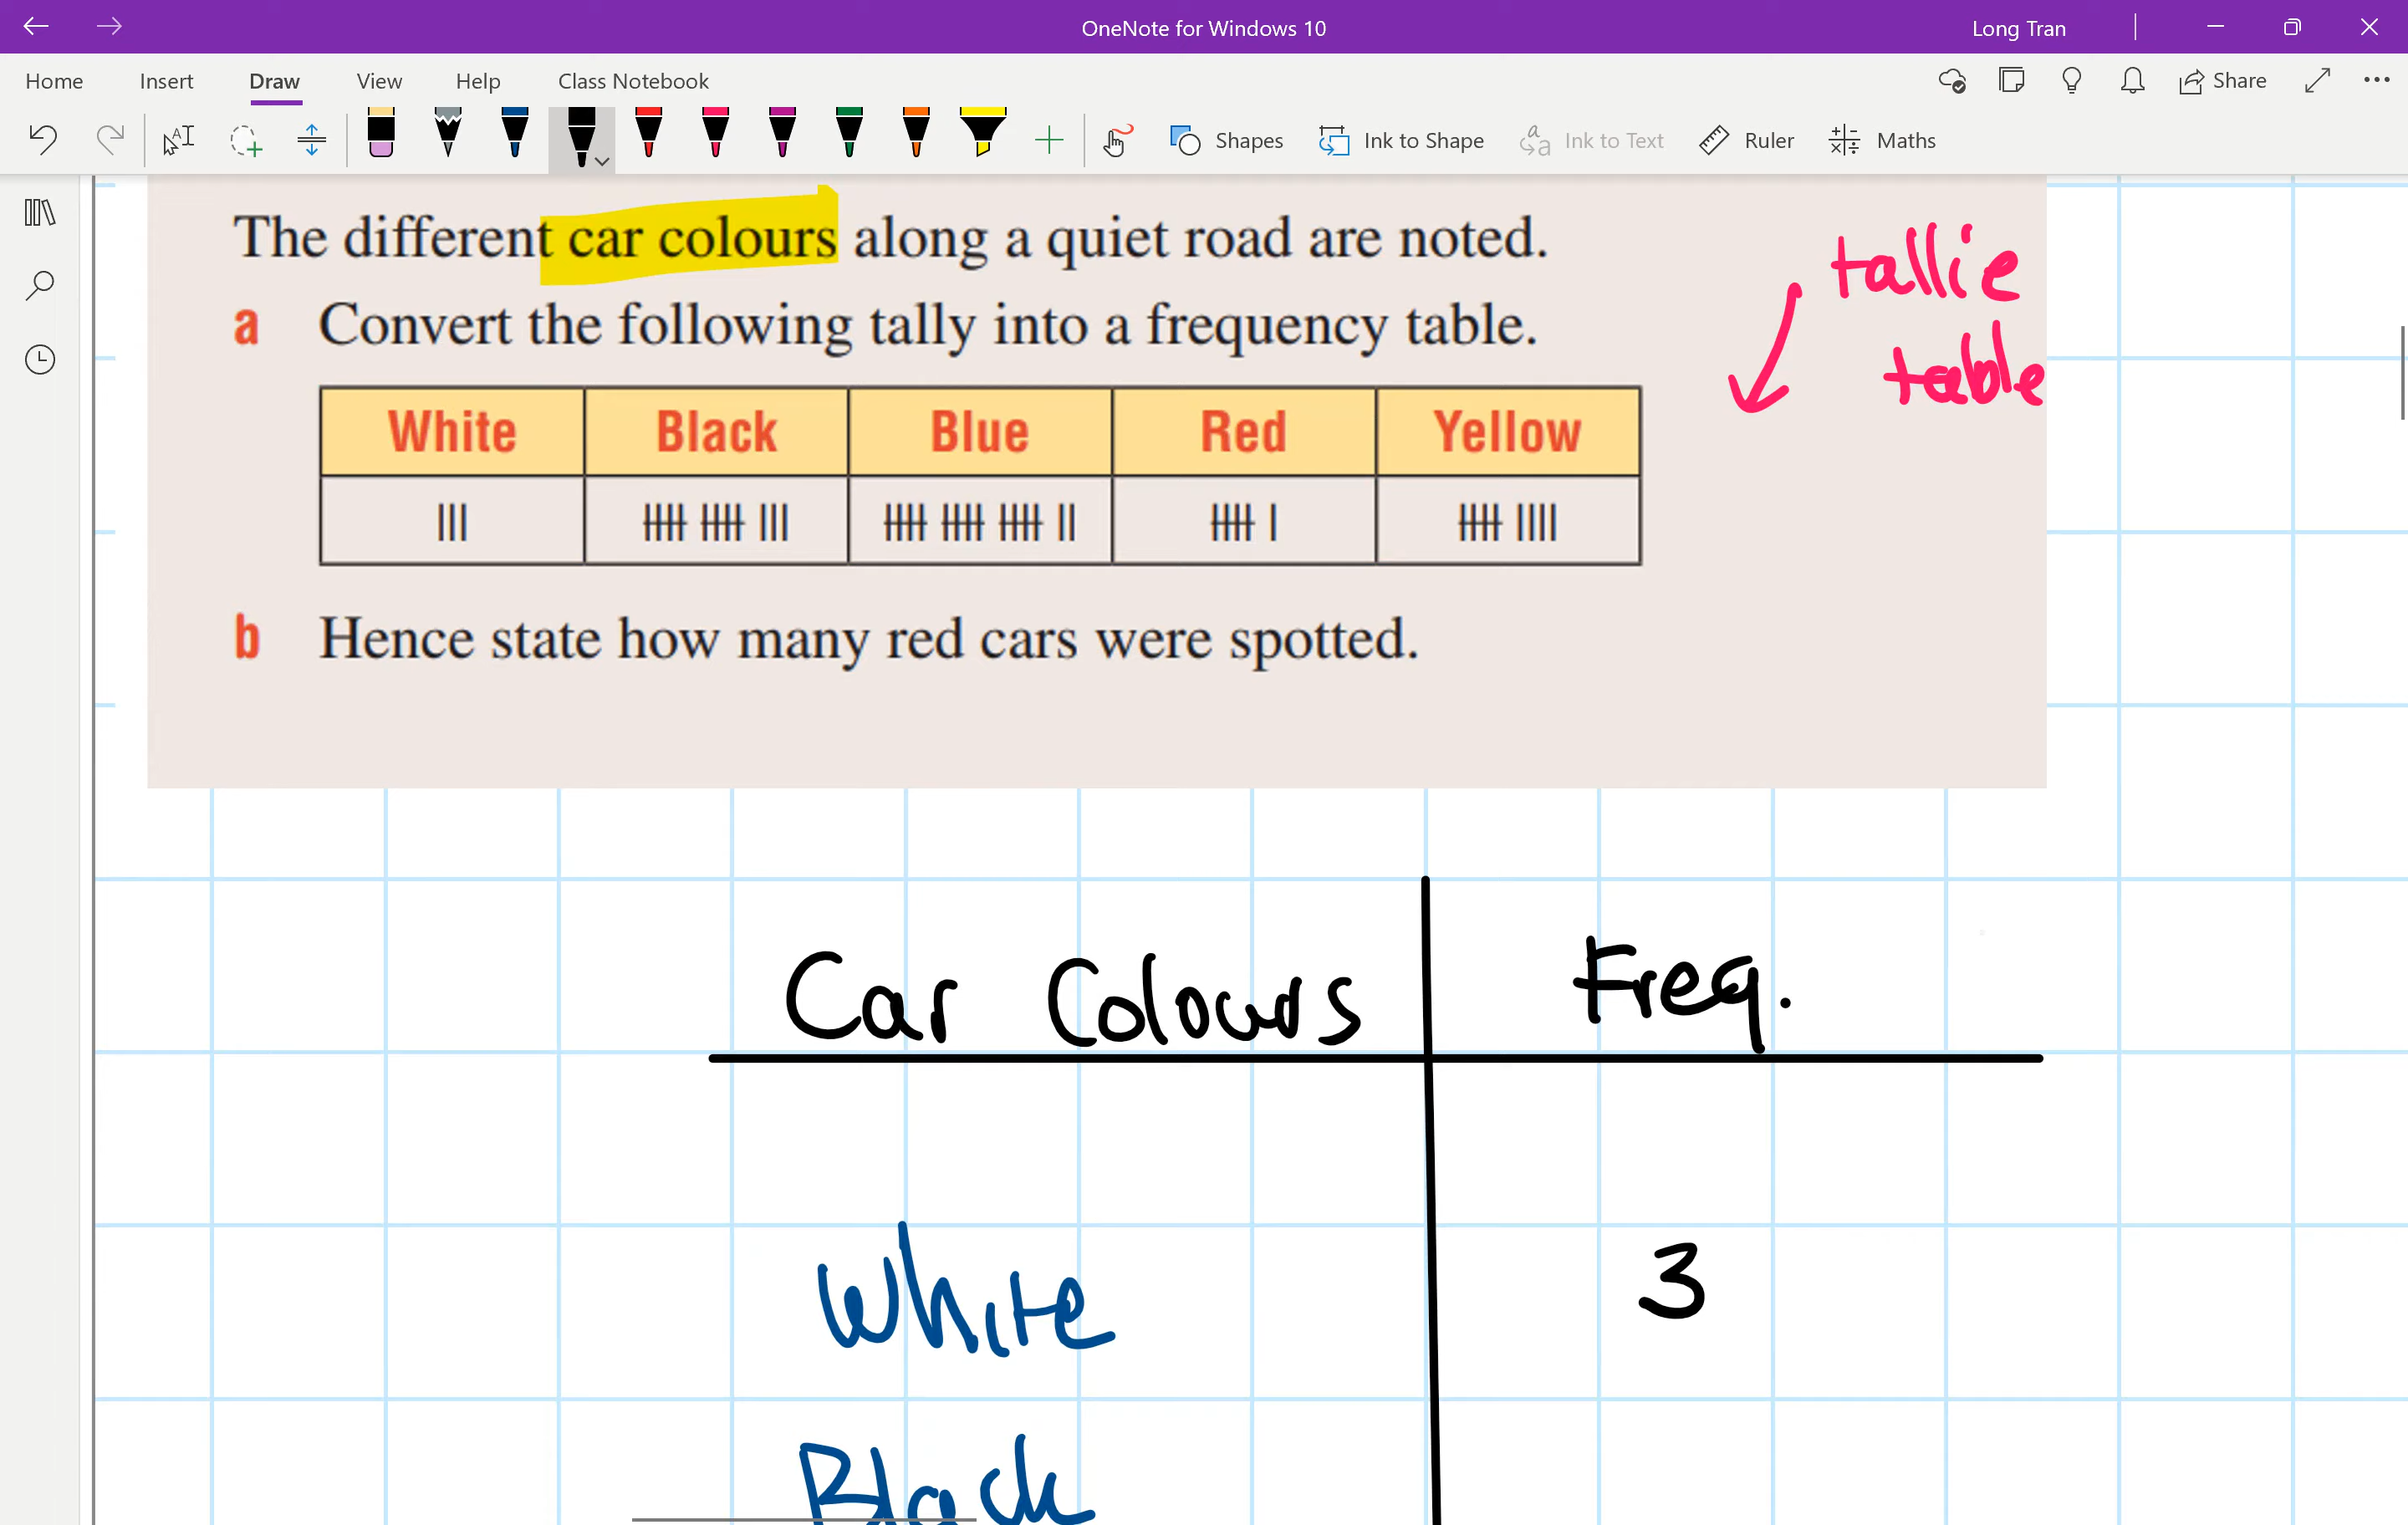 OneNote for Windows 10
Long Tran
Home Insert Draw View Help Class Notebook
Share
Shapes Ink to Shape Ink to Text Ruler Maths
The different car colours along a quiet road are noted.
tallie
table
a Convert the following tally into a frequency table.
White Black Blue Red Yellow
b Hence state how many red cars were spotted.
Car Colours Freq.
White 3
Black